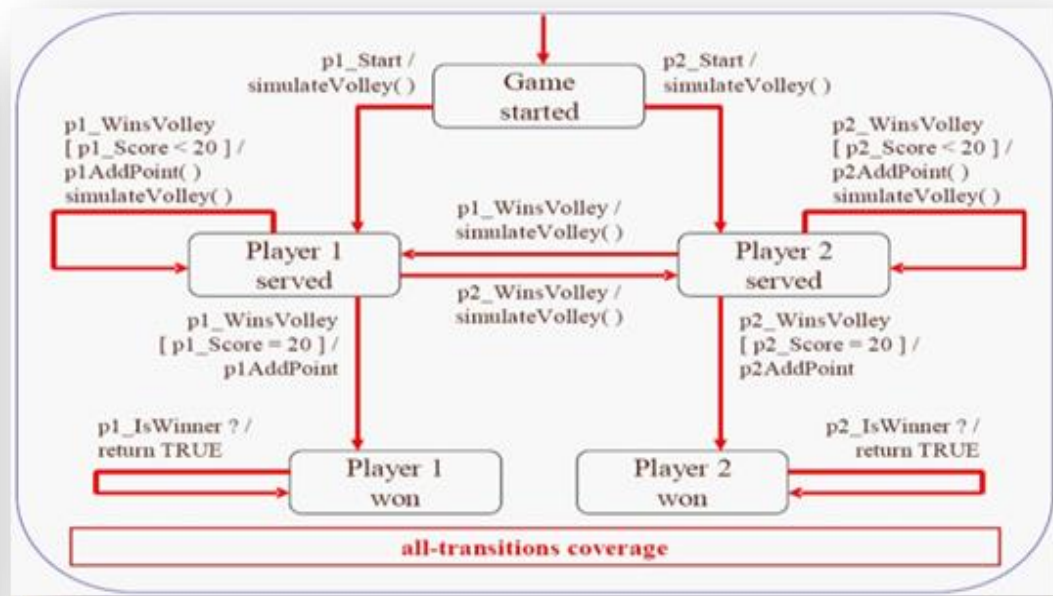 p1_Start /
simulateVolley( )
p2_Start /
simulateVolley( )
Game
started
p1_WinsVolley
[ p1_Score < 20 ] /
p1AddPoint( )
simulateVolley( )
p2_WinsVolley
[ p2_Score < 20 ] /
p2AddPoint( )
simulateVolley( )
p1_WinsVolley /
simulateVolley( )
Player 1
served
Player 2
served
p2_WinsVolley /
simulateVolley( )
p1_WinsVolley
[ p1_Score = 20 ] /
p1AddPoint
p2_WinsVolley
[ p2_Score = 20 ] /
p2AddPoint
p1_IsWinner ? /
return TRUE
p2_IsWinner ? /
return TRUE
Player 1
won
Player 2
won
all-transitions coverage